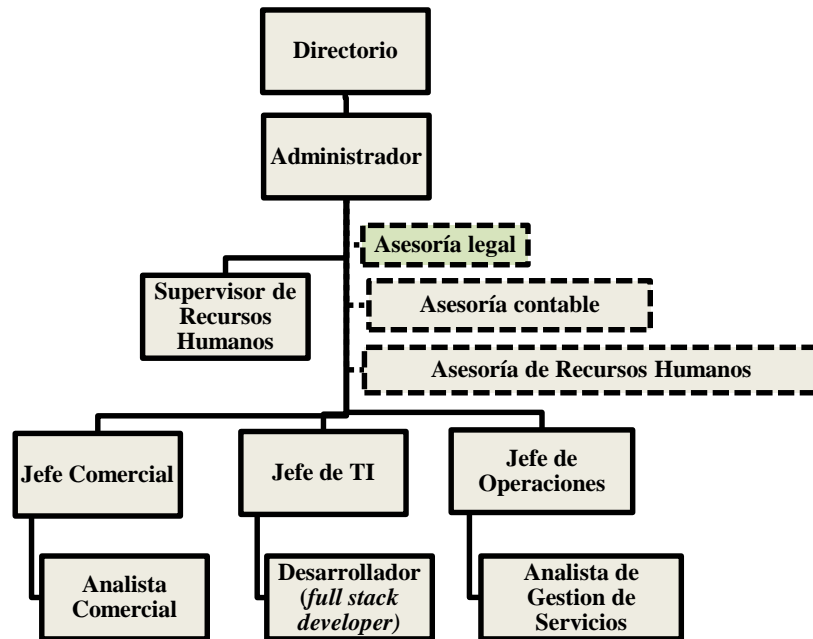 Directorio
Administrador
Asesoría legal
Supervisor de
Recursos
Humanos
Asesoría contable
Asesoría de Recursos Humanos
Jefe Comercial
Jefe de TI
Jefe de
Operaciones
Analista
Comercial
Desarrollador
(full stack
developer)
Analista de
Gestion de
Servicios